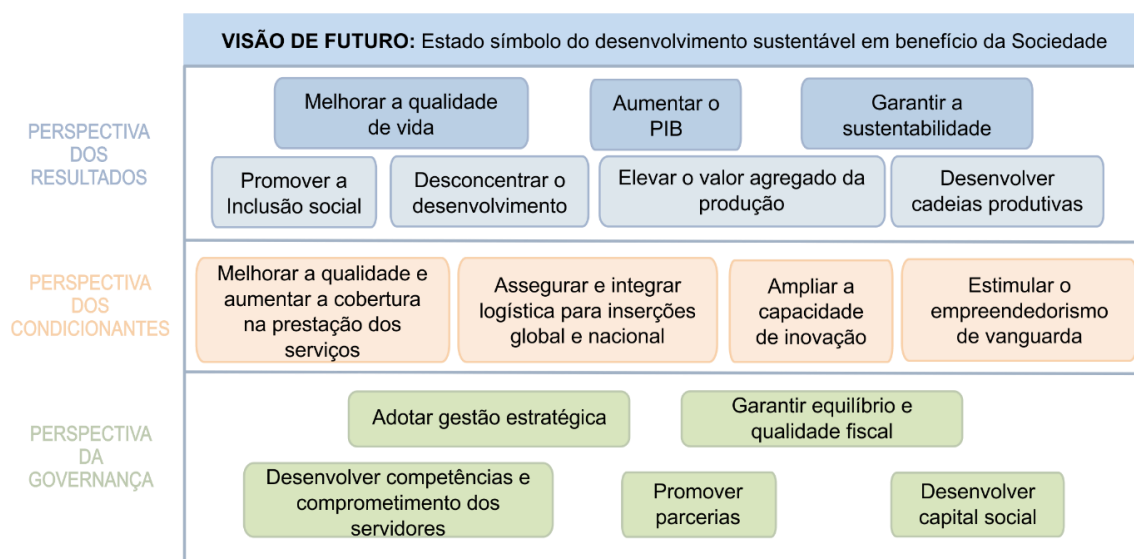 VISÃO DE FUTURO: Estado símbolo do desenvolvimento sustentável em benefício da Sociedade
PERSPECTIVA
DOS
RESULTADOS
Melhorar a qualidade
de vida
Aumentar o
PIB
Garantir a
sustentabilidade
Promover a
Inclusão social
Desconcentrar o
desenvolvimento
Elevar o valor agregado da
produção
Desenvolver
cadeias produtivas
PERSPECTIVA
DOS
CONDICIONANTES
Melhorar a qualidade e
aumentar a cobertura
na prestação dos
serviços
Assegurar e integrar
logística para inserções
global e nacional
Ampliar a
capacidade
de inovação
Estimular o
empreendedorismo
de vanguarda
PERSPECTIVA
DA
GOVERNANÇA
Adotar gestão estratégica
Garantir equilíbrio e
qualidade fiscal
Desenvolver competências e
comprometimento dos
servidores
Promover
parcerias
Desenvolver
capital social